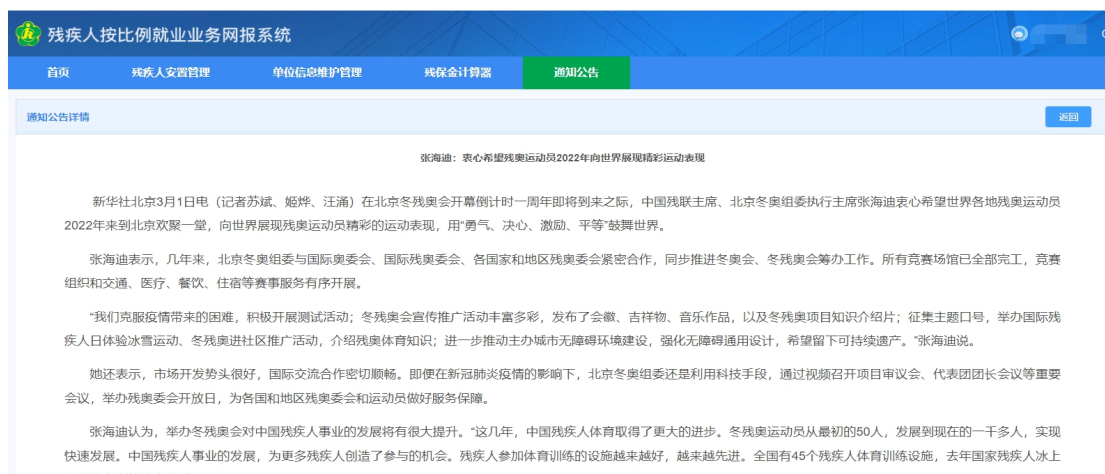 残疾人按比例就业业务网报系统
首页 残疾人安置管理 单位信息维护管理 残保金计算器 通知公告
通知公告详情 返回
张海迪：衷心希望残奥运动员2022年向世界展现精彩运动表现
新华社北京3月1日电（记者苏斌、姬烨、汪涌）在北京冬残奥会开幕倒计时一周年即将到来之际，中国残联主席、北京冬奥组委执行主席张海迪衷心希望世界各地残奥运动员
2022年来到北京欢聚一堂，向世界展现残奥运动员精彩的运动表现，用“勇气、决心、激励、平等”鼓舞世界。
张海迪表示，几年来，北京冬奥组委与国际奥委会、国际残奥委会、各国家和地区残奥委会紧密合作，同步推进冬奥会、冬残奥会筹办工作。所有竞赛场馆已全部完工，竞赛
组织和交通、医疗、餐饮、住宿等赛事服务有序开展。
“我们克服疫情带来的困难，积极开展测试活动；冬残奥会宣传推广活动丰富多彩，发布了会徽、吉祥物、音乐作品，以及冬残奥项目知识介绍片；征集主题口号，举办国际残
疾人日体验冰雪运动、冬残奥进社区推广活动，介绍残奥体育知识；进一步推动主办城市无障碍环境建设，强化无障碍通用设计，希望留下可持续遗产。”张海迪说。
她还表示，市场开发势头很好，国际交流合作密切顺畅。即便在新冠肺炎疫情的影响下，北京冬奥组委还是利用科技手段，通过视频召开项目审议会、代表团团长会议等重要
会议，举办残奥委会开放日，为各国和地区残奥委会和运动员做好服务保障。
张海迪认为，举办冬残奥会对中国残疾人事业的发展将有很大提升。“这几年，中国残疾人体育取得了更大的进步。冬残奥运动员从最初的50人，发展到现在的一千多人，实现
快速发展。中国残疾人事业的发展，为更多残疾人创造了参与的机会。残疾人参加体育训练的设施越来越好，越来越先进。全国有45个残疾人体育训练设施，去年国家残疾人冰上